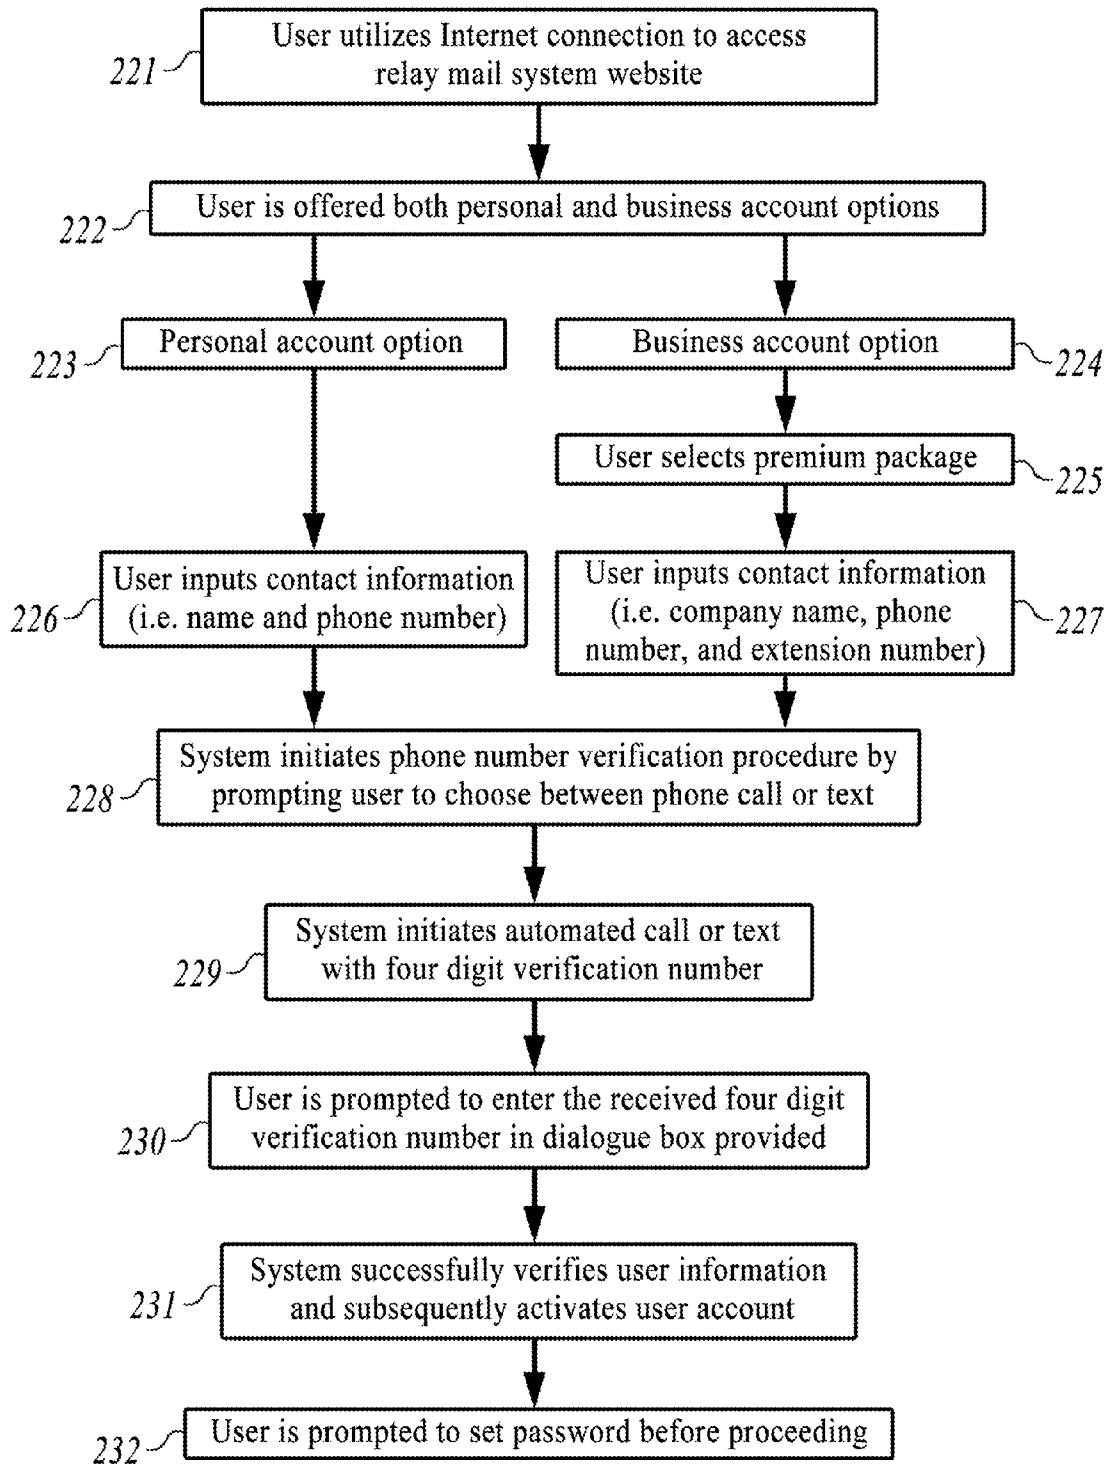 User utilizes Internet connection to access
relay mail system website
221
User is offered both personal and business account options
222
Personal account option
223
Business account option
224
User selects premium package
225
User inputs contact information
(i.e. name and phone number)
226
User inputs contact information
(i.e. company name, phone
number, and extension number)
227
System initiates phone number verification procedure by
prompting user to choose between phone call or text
228
System initiates automated call or text
with four digit verification number
229
User is prompted to enter the received four digit
verification number in dialogue box provided
230
System successfully verifies user information
and subsequently activates user account
231
User is prompted to set password before proceeding
232